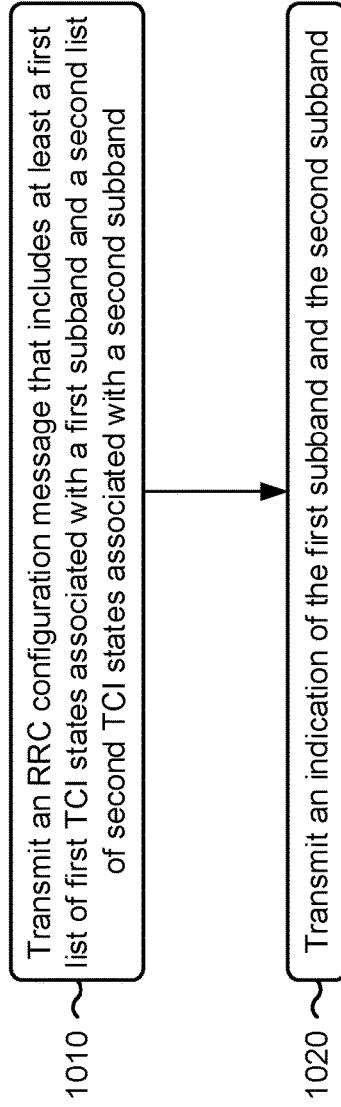 1010
Transmit an RRC configuration message that includes at least a first
list of first TCI states associated with a first subband and a second list
of second TCI states associated with a second subband
1020
Transmit an indication of the first subband and the second subband